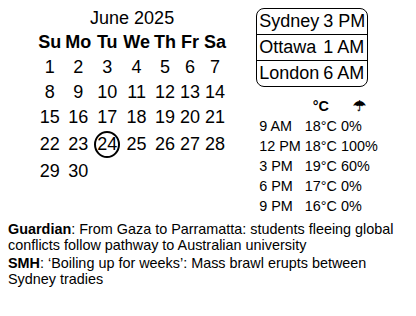 June 2025
Su Mo Tu We Th Fr Sa
1 2 3 4 5 6 7
8 9 10 11 12 13 14
15 16 17 18 19 20 21
22 23 24 25 26 27 28
29 30
Sydney 3 PM
Ottawa 1 AM
London 6 AM
°C ☂
9 AM 18°C 0%
12 PM 18°C 100%
3 PM 19°C 60%
6 PM 17°C 0%
9 PM 16°C 0%
Guardian: From Gaza to Parramatta: students fleeing global
conflicts follow pathway to Australian university
SMH: ‘Boiling up for weeks’: Mass brawl erupts between
Sydney tradies